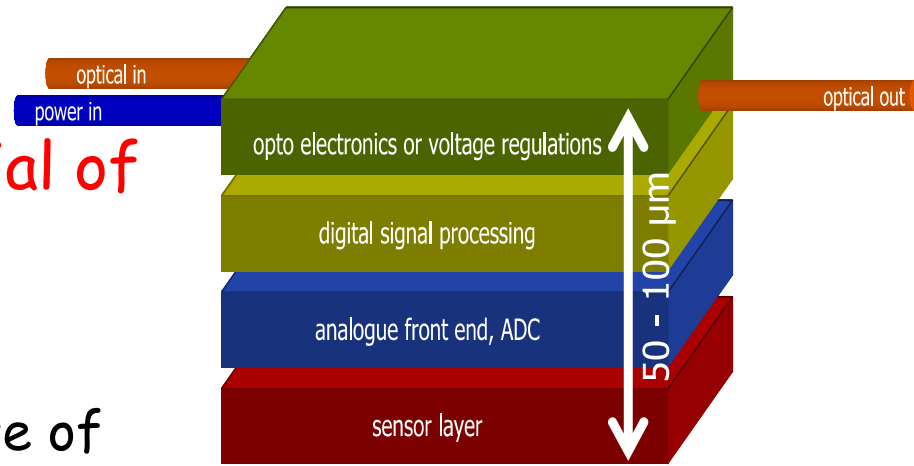 optical in
power in
optical out
opto electronics or voltage regulations
of
digital signal processing
50 - 100 µm
analogue front end, ADC
sensor layer
of